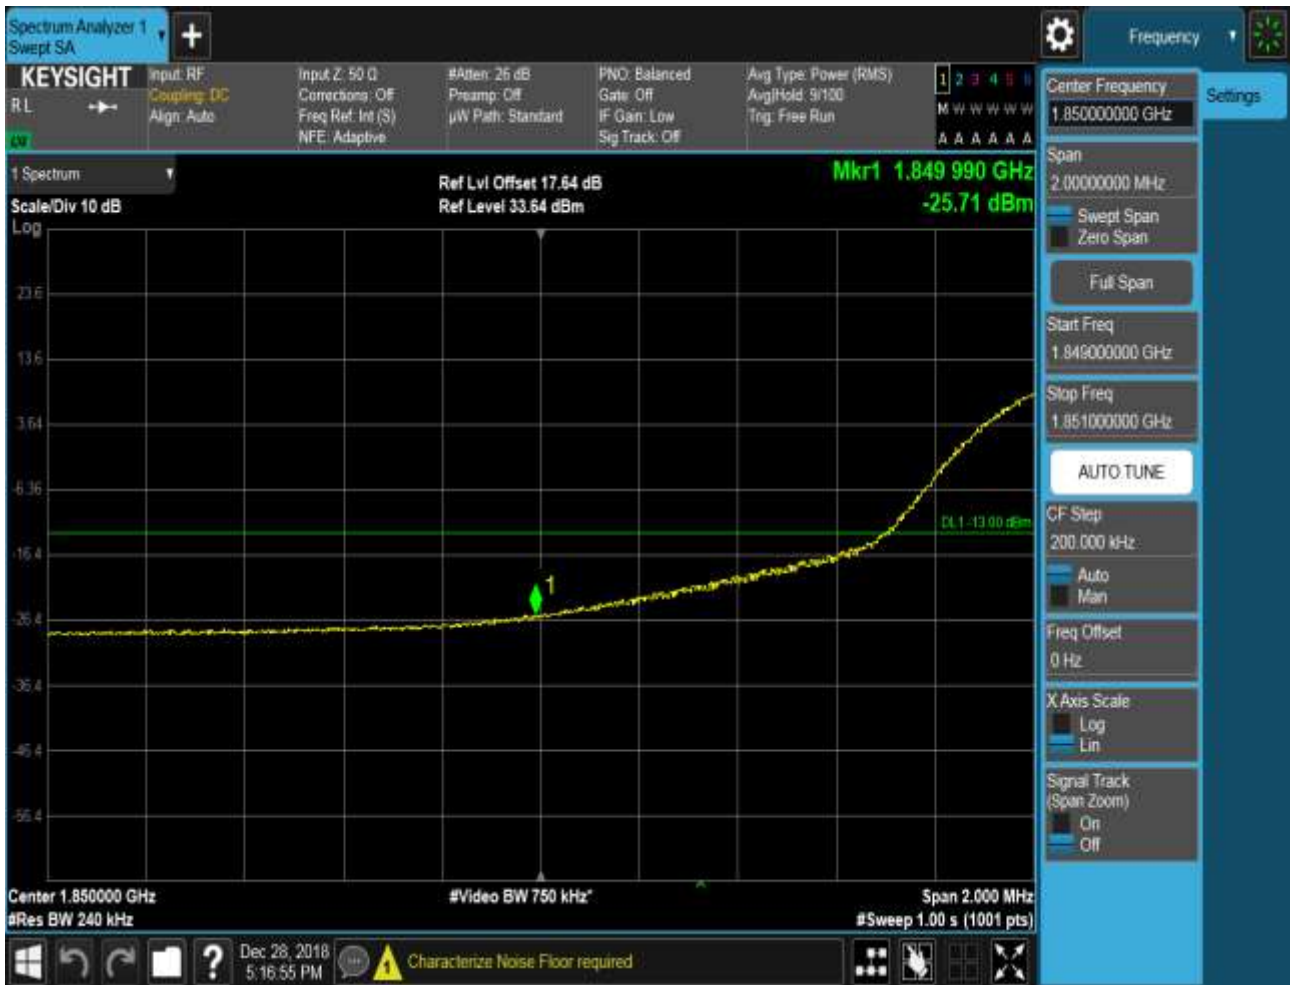 Spectrum Analyzer 1
Swept SA
+
Frequency
KEYSIGHT
RL
Input: RF
Coupling: DC
Align: Auto
Input Z: 50 Ω
Corrections: Off
Freq Ref: Int (S)
NFE: Adaptive
#Atten: 26 dB
Preamp: Off
µW Path: Standard
PNO: Balanced
Gate: Off
IF Gain: Low
Sig Track: Off
Avg Type: Power (RMS)
Avg|Hold: 9/100
Trig: Free Run
1 2 3 4 5 6
M W W W W W
A A A A A A
1 Spectrum
Scale/Div 10 dB
Log
Ref Lvl Offset 17.64 dB
Ref Level 33.64 dBm
Mkr1 1.849 990 GHz
-25.71 dBm
23.6
13.6
3.64
-6.36
-16.4
-26.4
-36.4
-46.4
-56.4
DL1 -13.00 dBm
1
Center 1.850000 GHz
#Res BW 240 kHz
#Video BW 750 kHz*
Span 2.000 MHz
#Sweep 1.00 s (1001 pts)
Center Frequency
1.850000000 GHz
Settings
Span
2.00000000 MHz
Swept Span
Zero Span
Full Span
Start Freq
1.849000000 GHz
Stop Freq
1.851000000 GHz
AUTO TUNE
CF Step
200.000 kHz
Auto
Man
Freq Offset
0 Hz
X Axis Scale
Log
Lin
Signal Track
(Span Zoom)
On
Off
?
Dec 28, 2018
5:16:55 PM
1
Characterize Noise Floor required